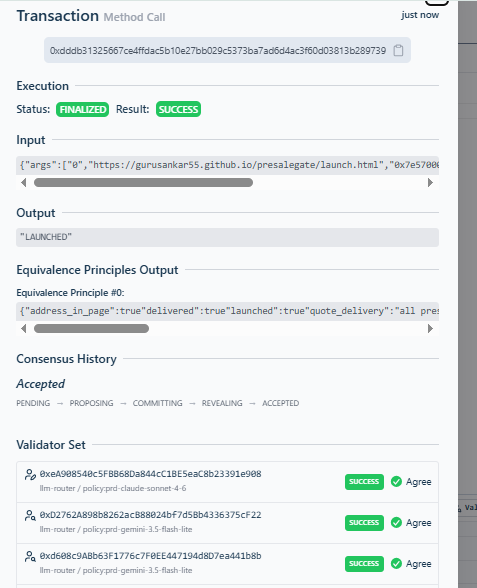 Transaction Method Call
just now
0xdddb31325667ce4ffdac5b10e27bb029c5373ba7ad6d4ac3f60d03813b289739
Execution
Status: FINALIZED Result: SUCCESS
Input
{"args":["0","https://gurusankar55.github.io/presalegate/launch.html","0x7e5700
Output
"LAUNCHED"
Equivalence Principles Output
Equivalence Principle #0:
{"address_in_page":true"delivered":true"launched":true"quote_delivery":"all pres
Consensus History
Accepted
PENDING → PROPOSING → COMMITTING → REVEALING → ACCEPTED
Validator Set
0xeA908540c5FBB68Da844cC1BE5eaC8b23391e908
SUCCESS Agree
llm-router / policy:prd-claude-sonnet-4-6
0xD2762A898b8262acB88024bf7d5Bb4336375cF22
SUCCESS Agree
llm-router / policy:prd-gemini-3.5-flash-lite
0xd608c9ABb63F1776c7F0EE447194d8D7ea441b8b
SUCCESS Agree
llm-router / policy:prd-gemini-3.5-flash-lite
Val